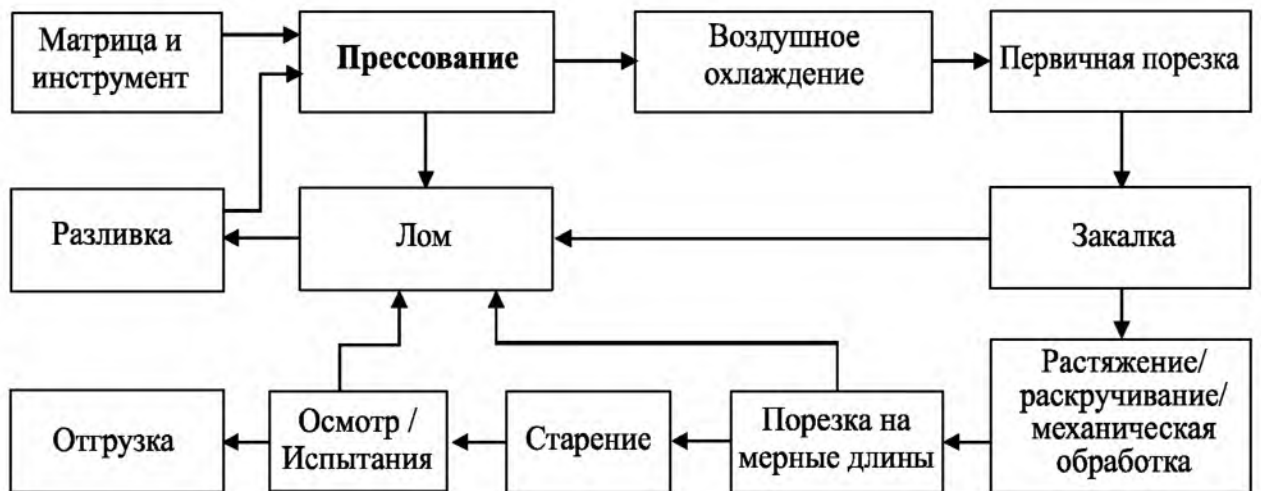 Матрица и
инструмент
Прессование
Воздушное
охлаждение
Первичная порезка
Разливка
Лом
Закалка
Отгрузка
Осмотр /
Испытания
Старение
Порезка на
мерные длины
Растяжение/
раскручивание/
механическая
обработка